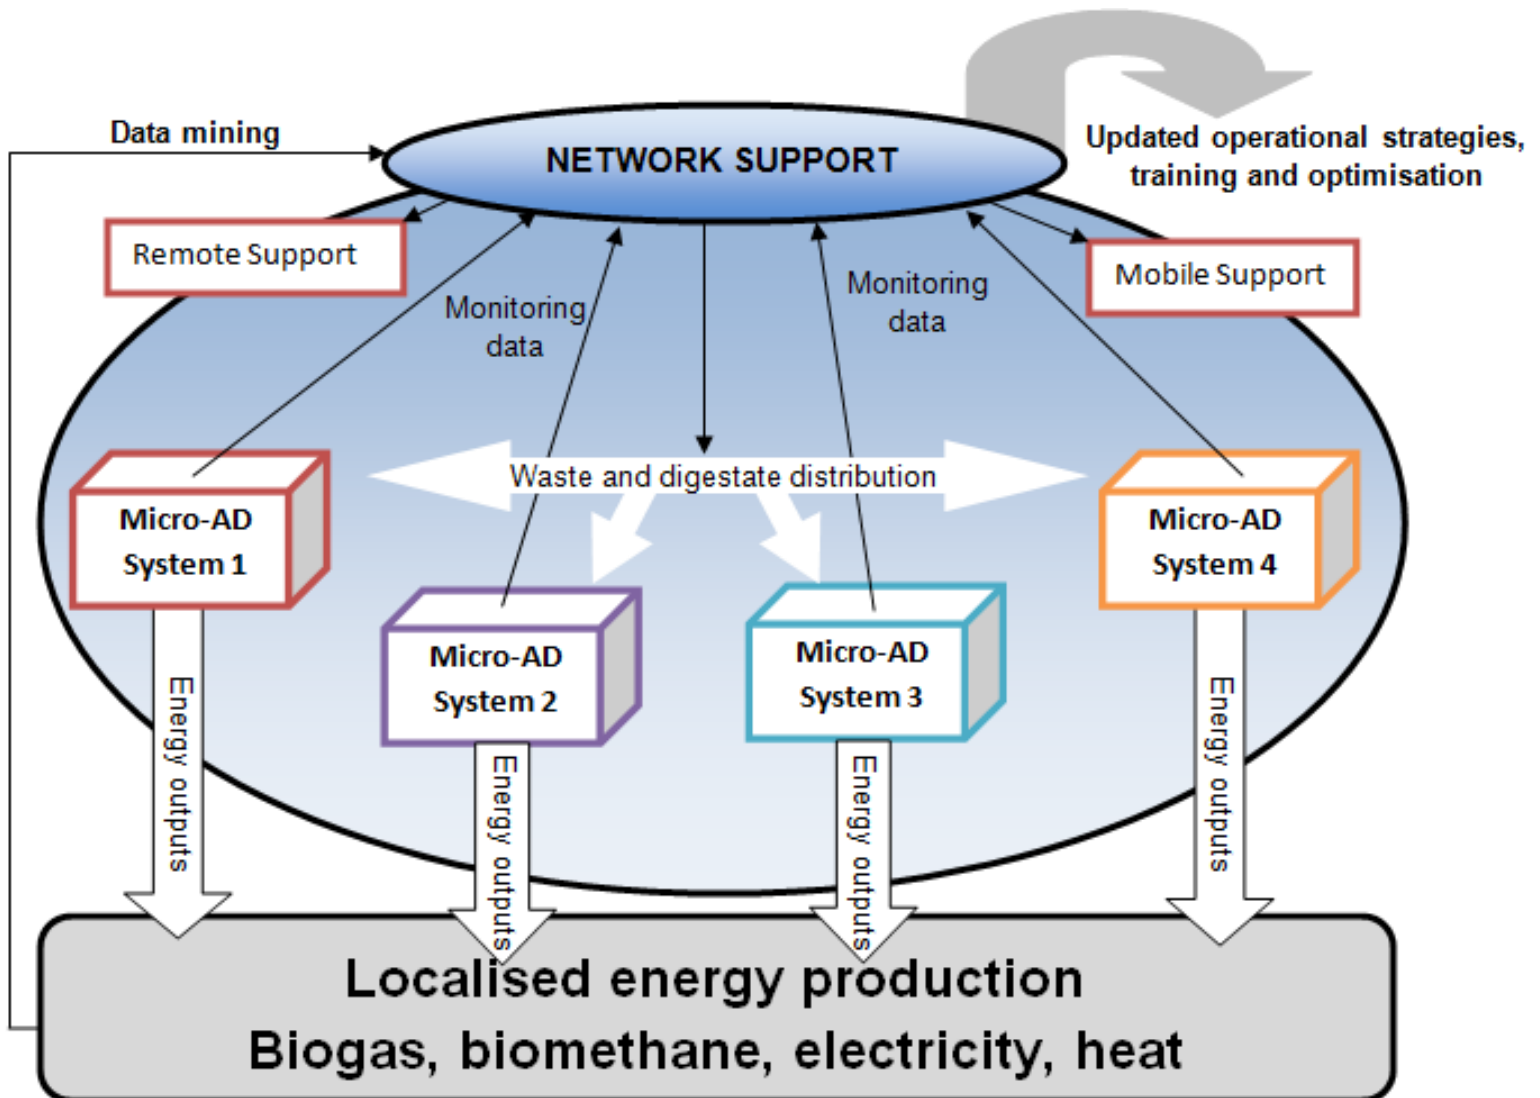 Data mining
NETWORK SUPPORT
Updated operational strategies,
training and optimisation
Remote Support
Mobile Support
Monitoring
data
Monitoring
data
Waste and digestate distribution
Micro-AD
System 1
Micro-AD
System 2
Micro-AD
System 3
Micro-AD
System 4
Energy outputs
Energy outputs
Energy outputs
Energy outputs
Localised energy production
Biogas, biomethane, electricity, heat